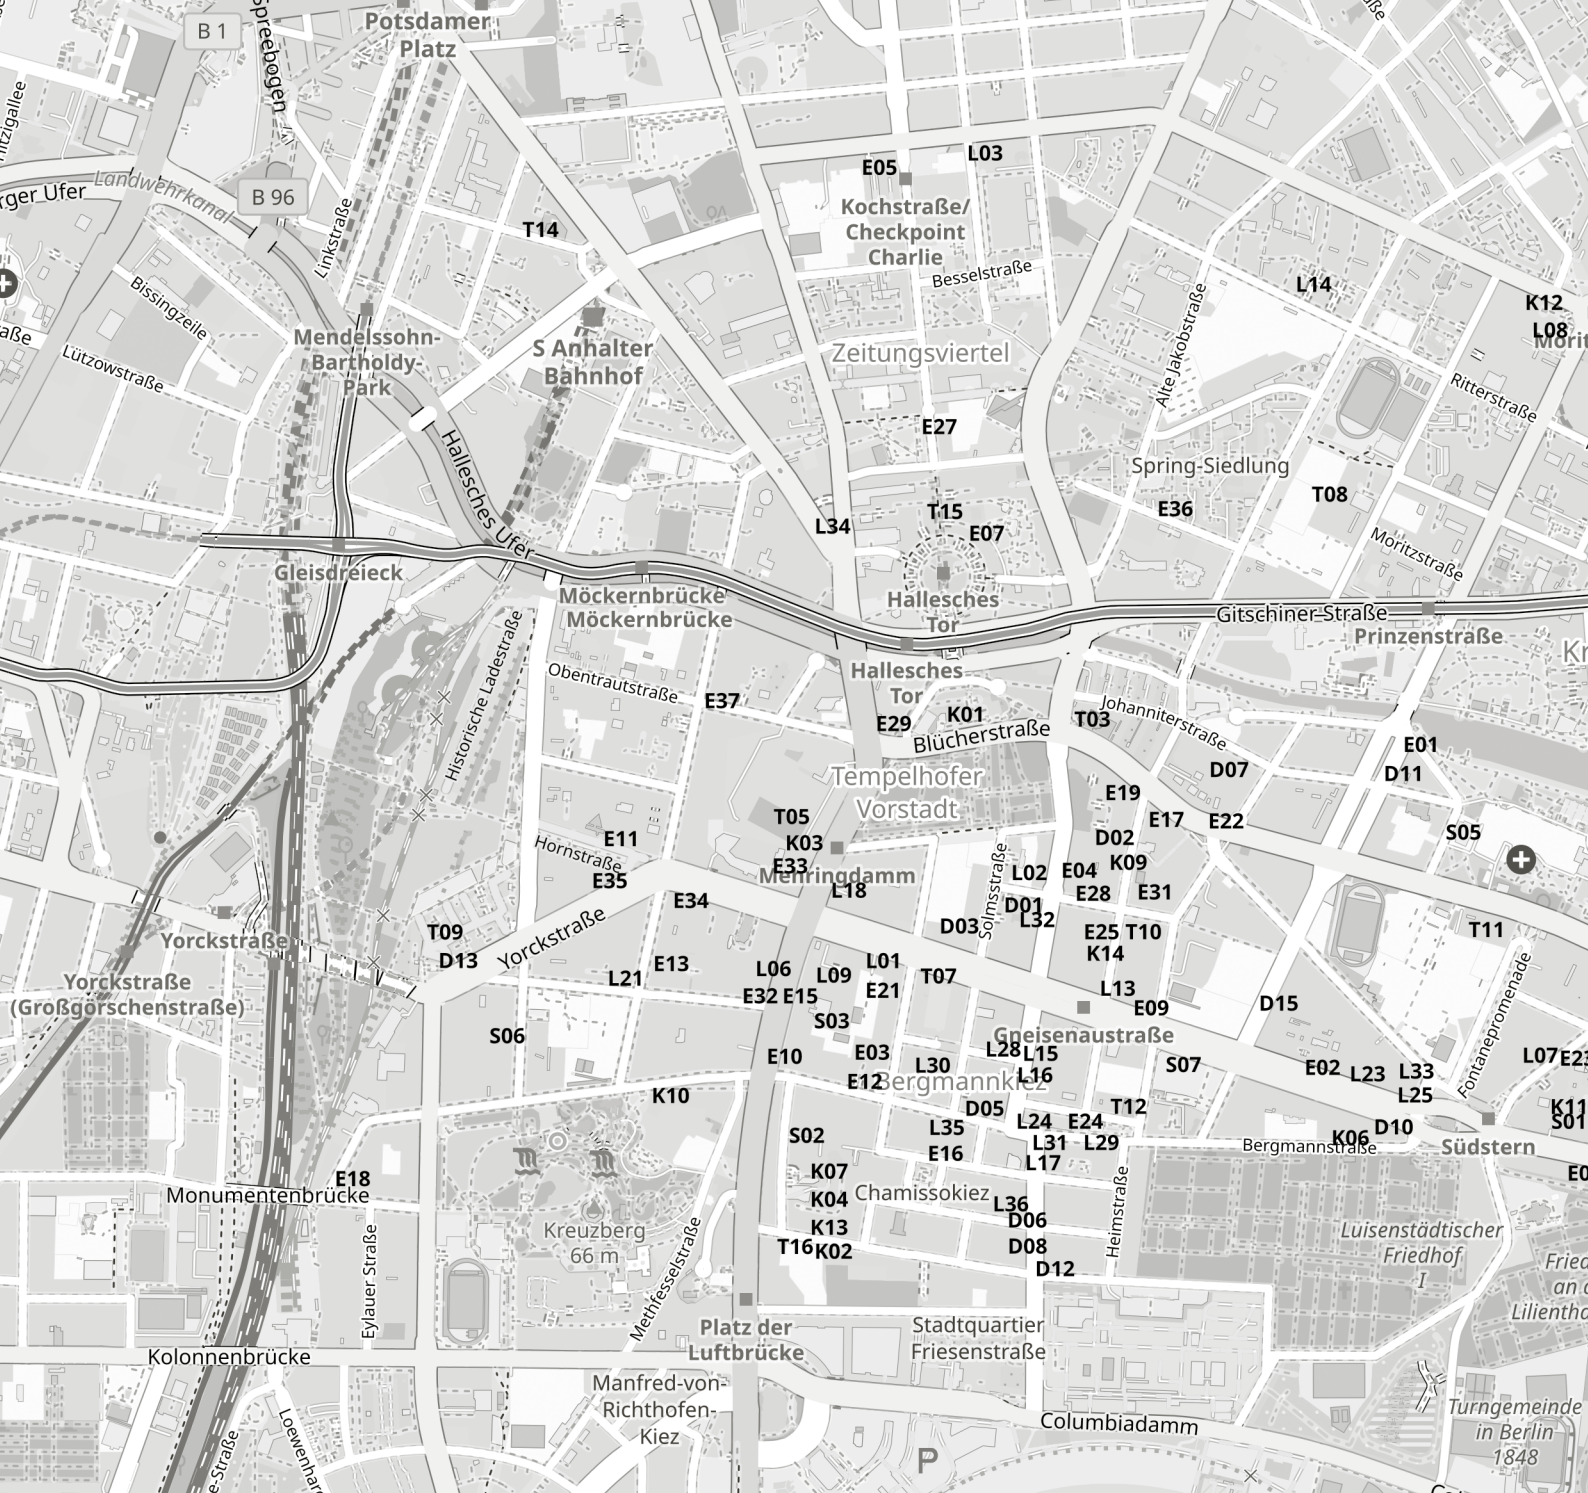 Potsdamer
Platz
B 1
Spreebogen
Landwehrkanal
B 96
Linkstraße
T14
E05
L03
Kochstraße/
Checkpoint
Charlie
Besselstraße
Bissingzeile
Lützowstraße
Mendelssohn-
Bartholdy-
Park
S Anhalter
Bahnhof
Zeitungsviertel
Alte Jakobstraße
L14
K12
L08
Ritterstraße
E27
Hallesches Ufer
Spring-Siedlung
T08
E36
L34
T15
E07
Moritzstraße
Gleisdreieck
Möckernbrücke
Möckernbrücke
Hallesches
Tor
Gitschiner Straße
Prinzenstraße
Historische Ladestraße
Obentrautstraße
E37
Hallesches
Tor
E29
K01
Blücherstraße
T03
Johanniterstraße
E01
D07
D11
Tempelhofer
Vorstadt
E19
E17
E22
T05
K03
E33
Mehringdamm
L18
D02
K09
S05
E11
Hornstraße
E35
E34
Solmsstraße
L02
E04
E28
E31
D01
L32
D03
E25
T10
K14
T11
T09
D13
Yorckstraße
Yorckstraße
Yorckstraße
(Großgörschenstraße)
L21
E13
L06
L09
L01
T07
E32
E15
E21
L13
E09
D15
S03
Gneisenaustraße
S06
E10
E03
L30
L28
L15
L16
Bergmannkiez
E12
S07
E02
L23
L33
L25
Fontanepromenade
L07
E23
K11
S01
K10
D05
T12
L24
E24
S02
L35
L31
L29
E16
L17
K06
D10
Bergmannstraße
Südstern
E18
Monumentenbrücke
K07
K04
Chamissokiez
L36
D06
K13
T16
K02
D08
D12
Heimstraße
Kreuzberg
66 m
Luisenstädtischer
Friedhof
I
Eylauer Straße
Methfesselstraße
Platz der
Luftbrücke
Stadtquartier
Friesenstraße
Kolonnenbrücke
Manfred-von-
Richthofen-
Kiez
Columbiadamm
P
Turngemeinde
in Berlin
1848